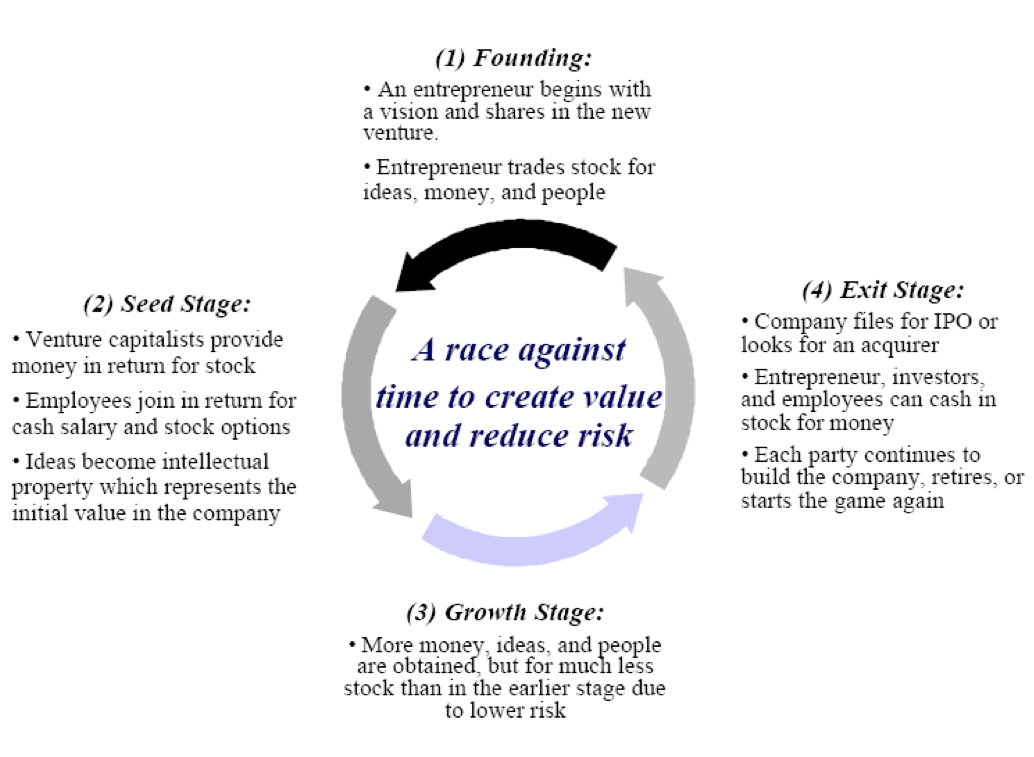 (1) Founding:
• An entrepreneur begins with
a vision and shares in the new
venture.
• Entrepreneur trades stock for
ideas, money, and people
(2) Seed Stage:
• Venture capitalists provide
money in return for stock
• Employees join in return for
cash salary and stock options
• Ideas become intellectual
property which represents the
initial value in the company
A race against
time to create value
and reduce risk
(4) Exit Stage:
• Company files for IPO or
looks for an acquirer
• Entrepreneur, investors,
and employees can cash in
stock for money
• Each party continues to
build the company, retires, or
starts the game again
(3) Growth Stage:
• More money, ideas, and people
are obtained, but for much less
stock than in the earlier stage due
to lower risk